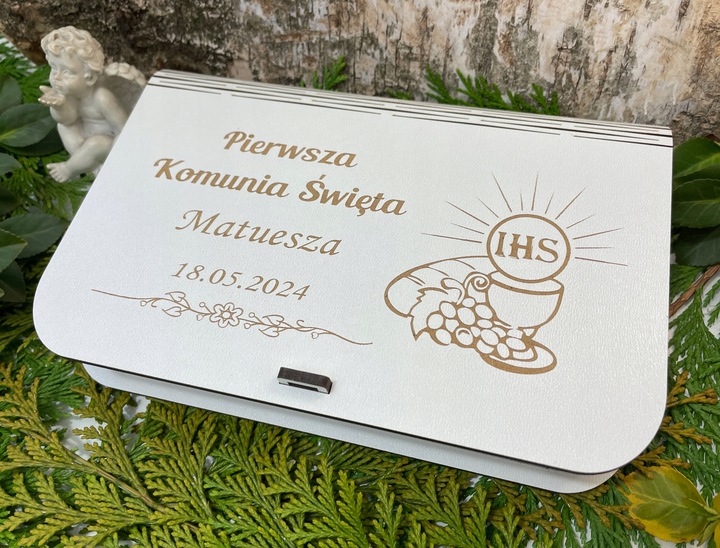 Pierwsza
Komunia Święta
Matuesza
18.05.2024
IHS